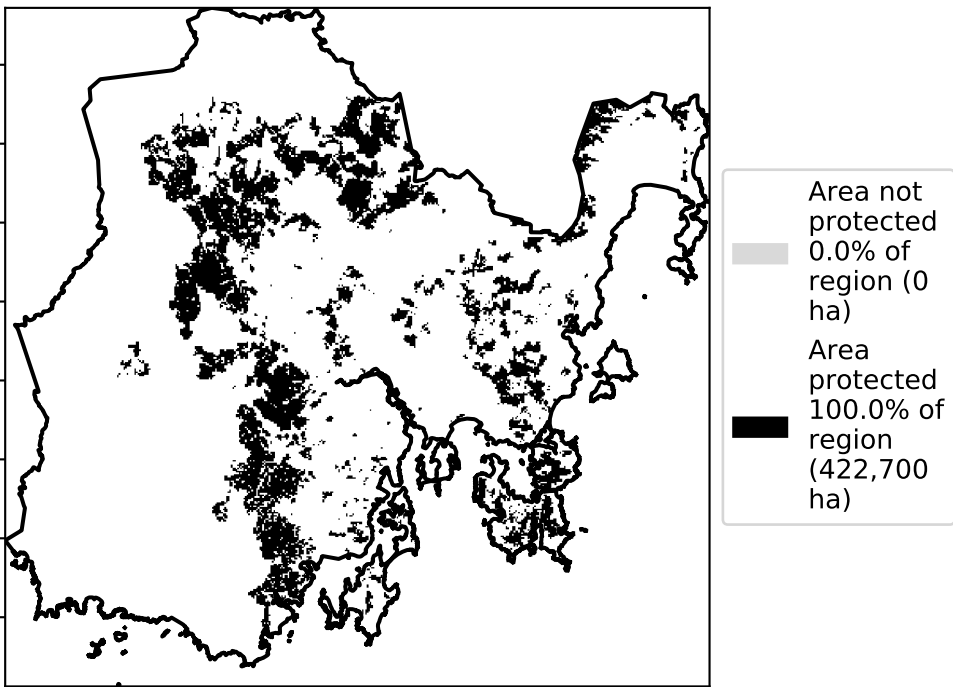 Area not
protected
0.0% of
region (0
ha)
Area
protected
100.0% of
region
(422,700
ha)